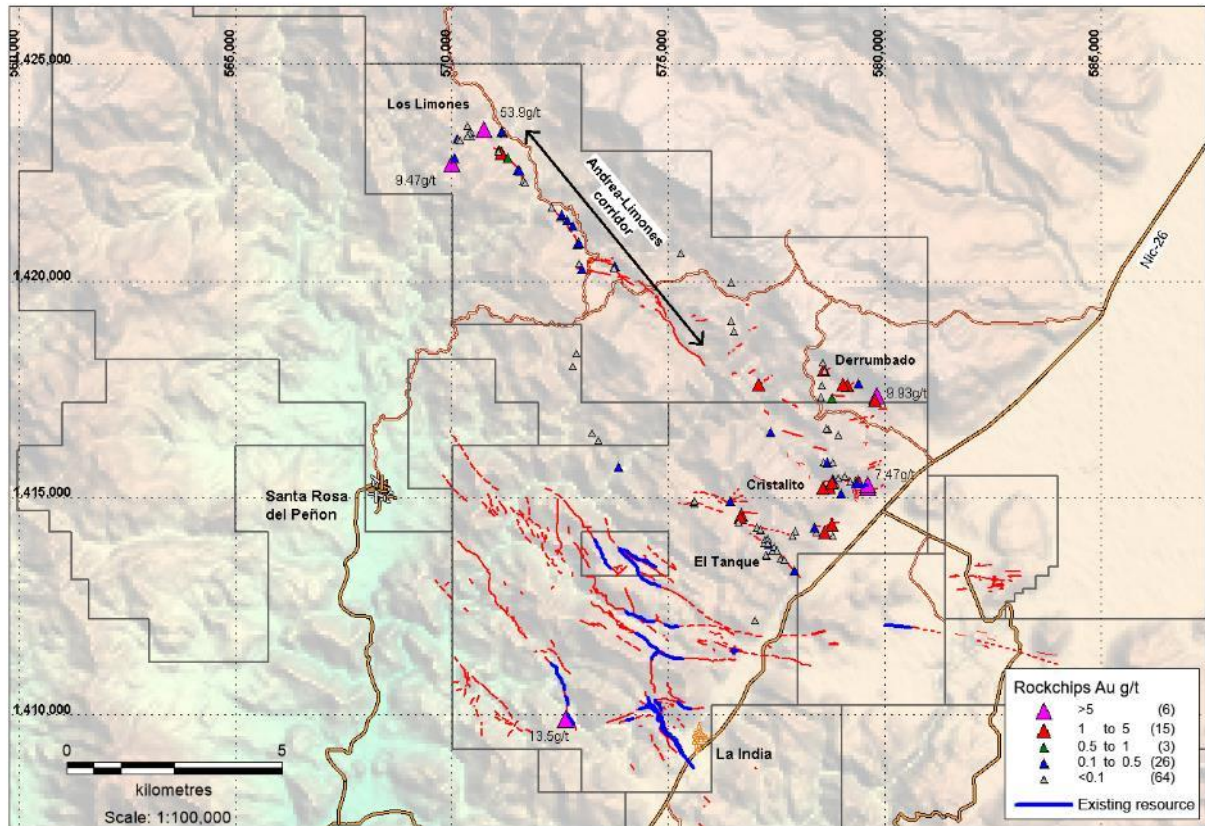 565,000
570,000
575,000
580,000
585,000
1,425,000
Los Limones
53.9g/t
9.47g/t
Andrea-Limones
corridor
Nic-26
1,420,000
Derrumbado
9.93g/t
7.47g/t
Cristalito
1,415,000
Santa Rosa
del Peñon
El Tanque
1,410,000
13.5g/t
La India
0 5
kilometres
Scale: 1:100,000
Rockchips Au g/t
>5 (6)
1 to 5 (15)
0.5 to 1 (3)
0.1 to 0.5 (26)
<0.1 (64)
Existing resource